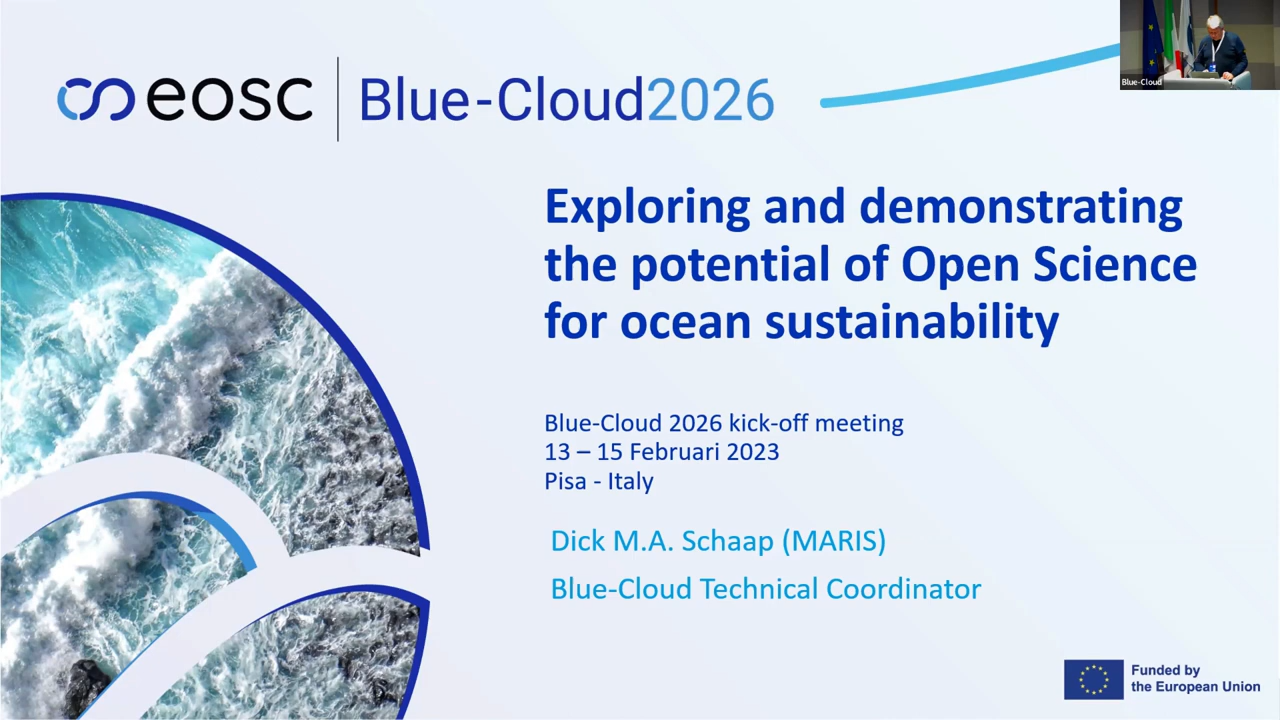 eosc
Blue-Cloud2026
Blue-Cloud
Exploring and demonstrating
the potential of Open Science
for ocean sustainability
Blue-Cloud 2026 kick-off meeting
13 – 15 Februari 2023
Pisa - Italy
Dick M.A. Schaap (MARIS)
Blue-Cloud Technical Coordinator
Funded by
the European Union